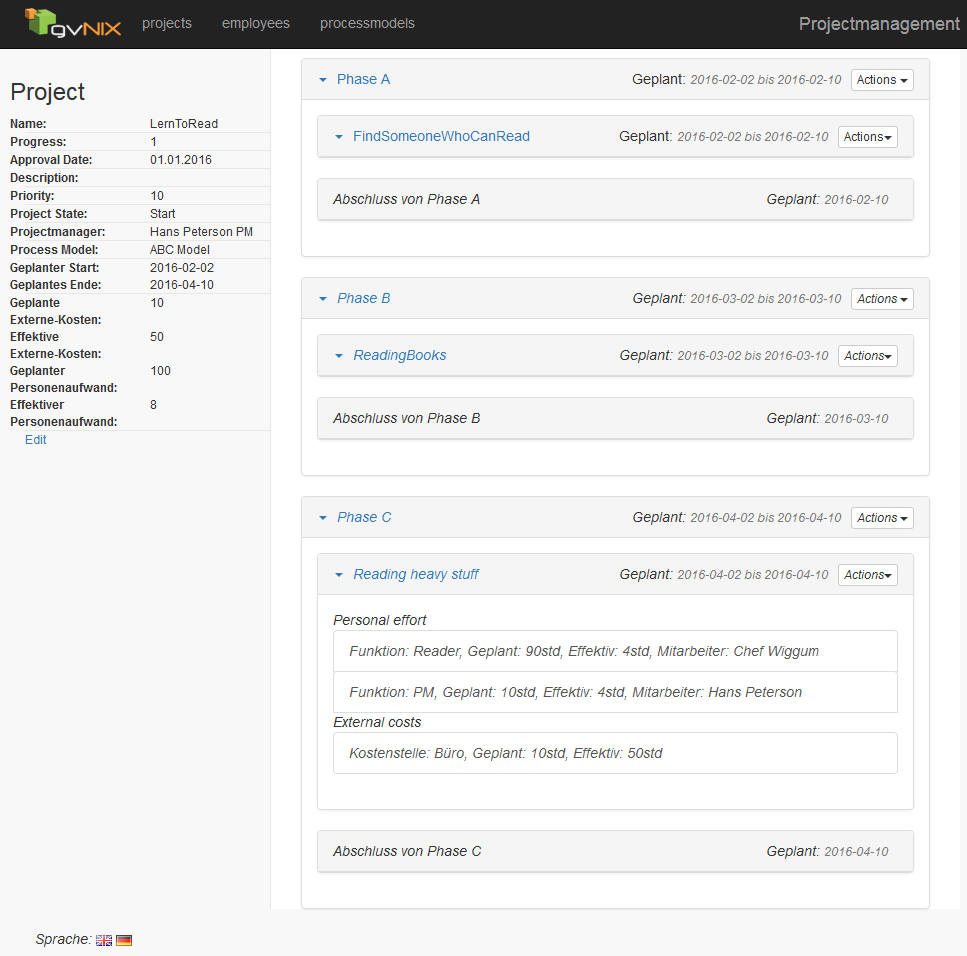 gvNIX projects employees processmodels Projectmanagement
Project
Name: LernToRead
Progress: 1
Approval Date: 01.01.2016
Description:
Priority: 10
Project State: Start
Projectmanager: Hans Peterson PM
Process Model: ABC Model
Geplanter Start: 2016-02-02
Geplantes Ende: 2016-04-10
Geplante 10
Externe-Kosten:
Effektive 50
Externe-Kosten:
Geplanter 100
Personenaufwand:
Effektiver 8
Personenaufwand:
Edit
Phase A Geplant: 2016-02-02 bis 2016-02-10 Actions
FindSomeoneWhoCanRead Geplant: 2016-02-02 bis 2016-02-10 Actions
Abschluss von Phase A Geplant: 2016-02-10
Phase B Geplant: 2016-03-02 bis 2016-03-10 Actions
ReadingBooks Geplant: 2016-03-02 bis 2016-03-10 Actions
Abschluss von Phase B Geplant: 2016-03-10
Phase C Geplant: 2016-04-02 bis 2016-04-10 Actions
Reading heavy stuff Geplant: 2016-04-02 bis 2016-04-10 Actions
Personal effort
Funktion: Reader, Geplant: 90std, Effektiv: 4std, Mitarbeiter: Chef Wiggum
Funktion: PM, Geplant: 10std, Effektiv: 4std, Mitarbeiter: Hans Peterson
External costs
Kostenstelle: Büro, Geplant: 10std, Effektiv: 50std
Abschluss von Phase C Geplant: 2016-04-10
Sprache: